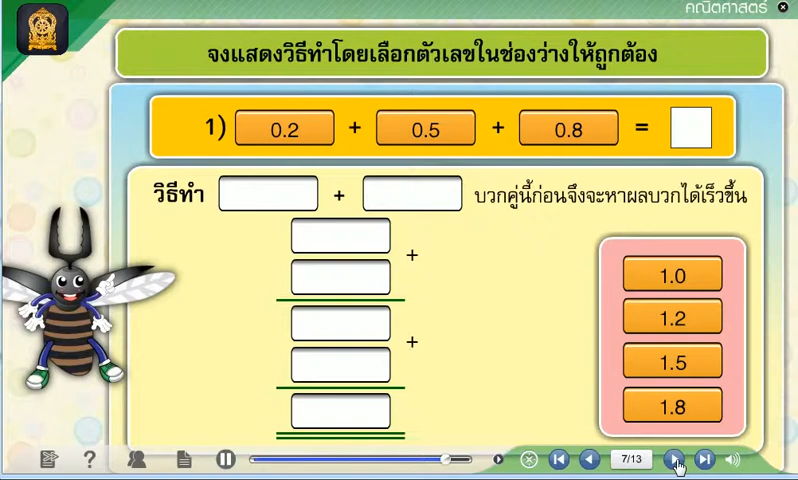 คณิตศาสตร์
จงแสดงวิธีทำโดยเลือกตัวเลขในช่องว่างให้ถูกต้อง
1) 0.2 + 0.5 + 0.8 =
วิธีทำ + บวกคู่นี้ก่อนจึงจะหาผลบวกได้เร็วขึ้น
+
1.0
1.2
+
1.5
1.8
7/13